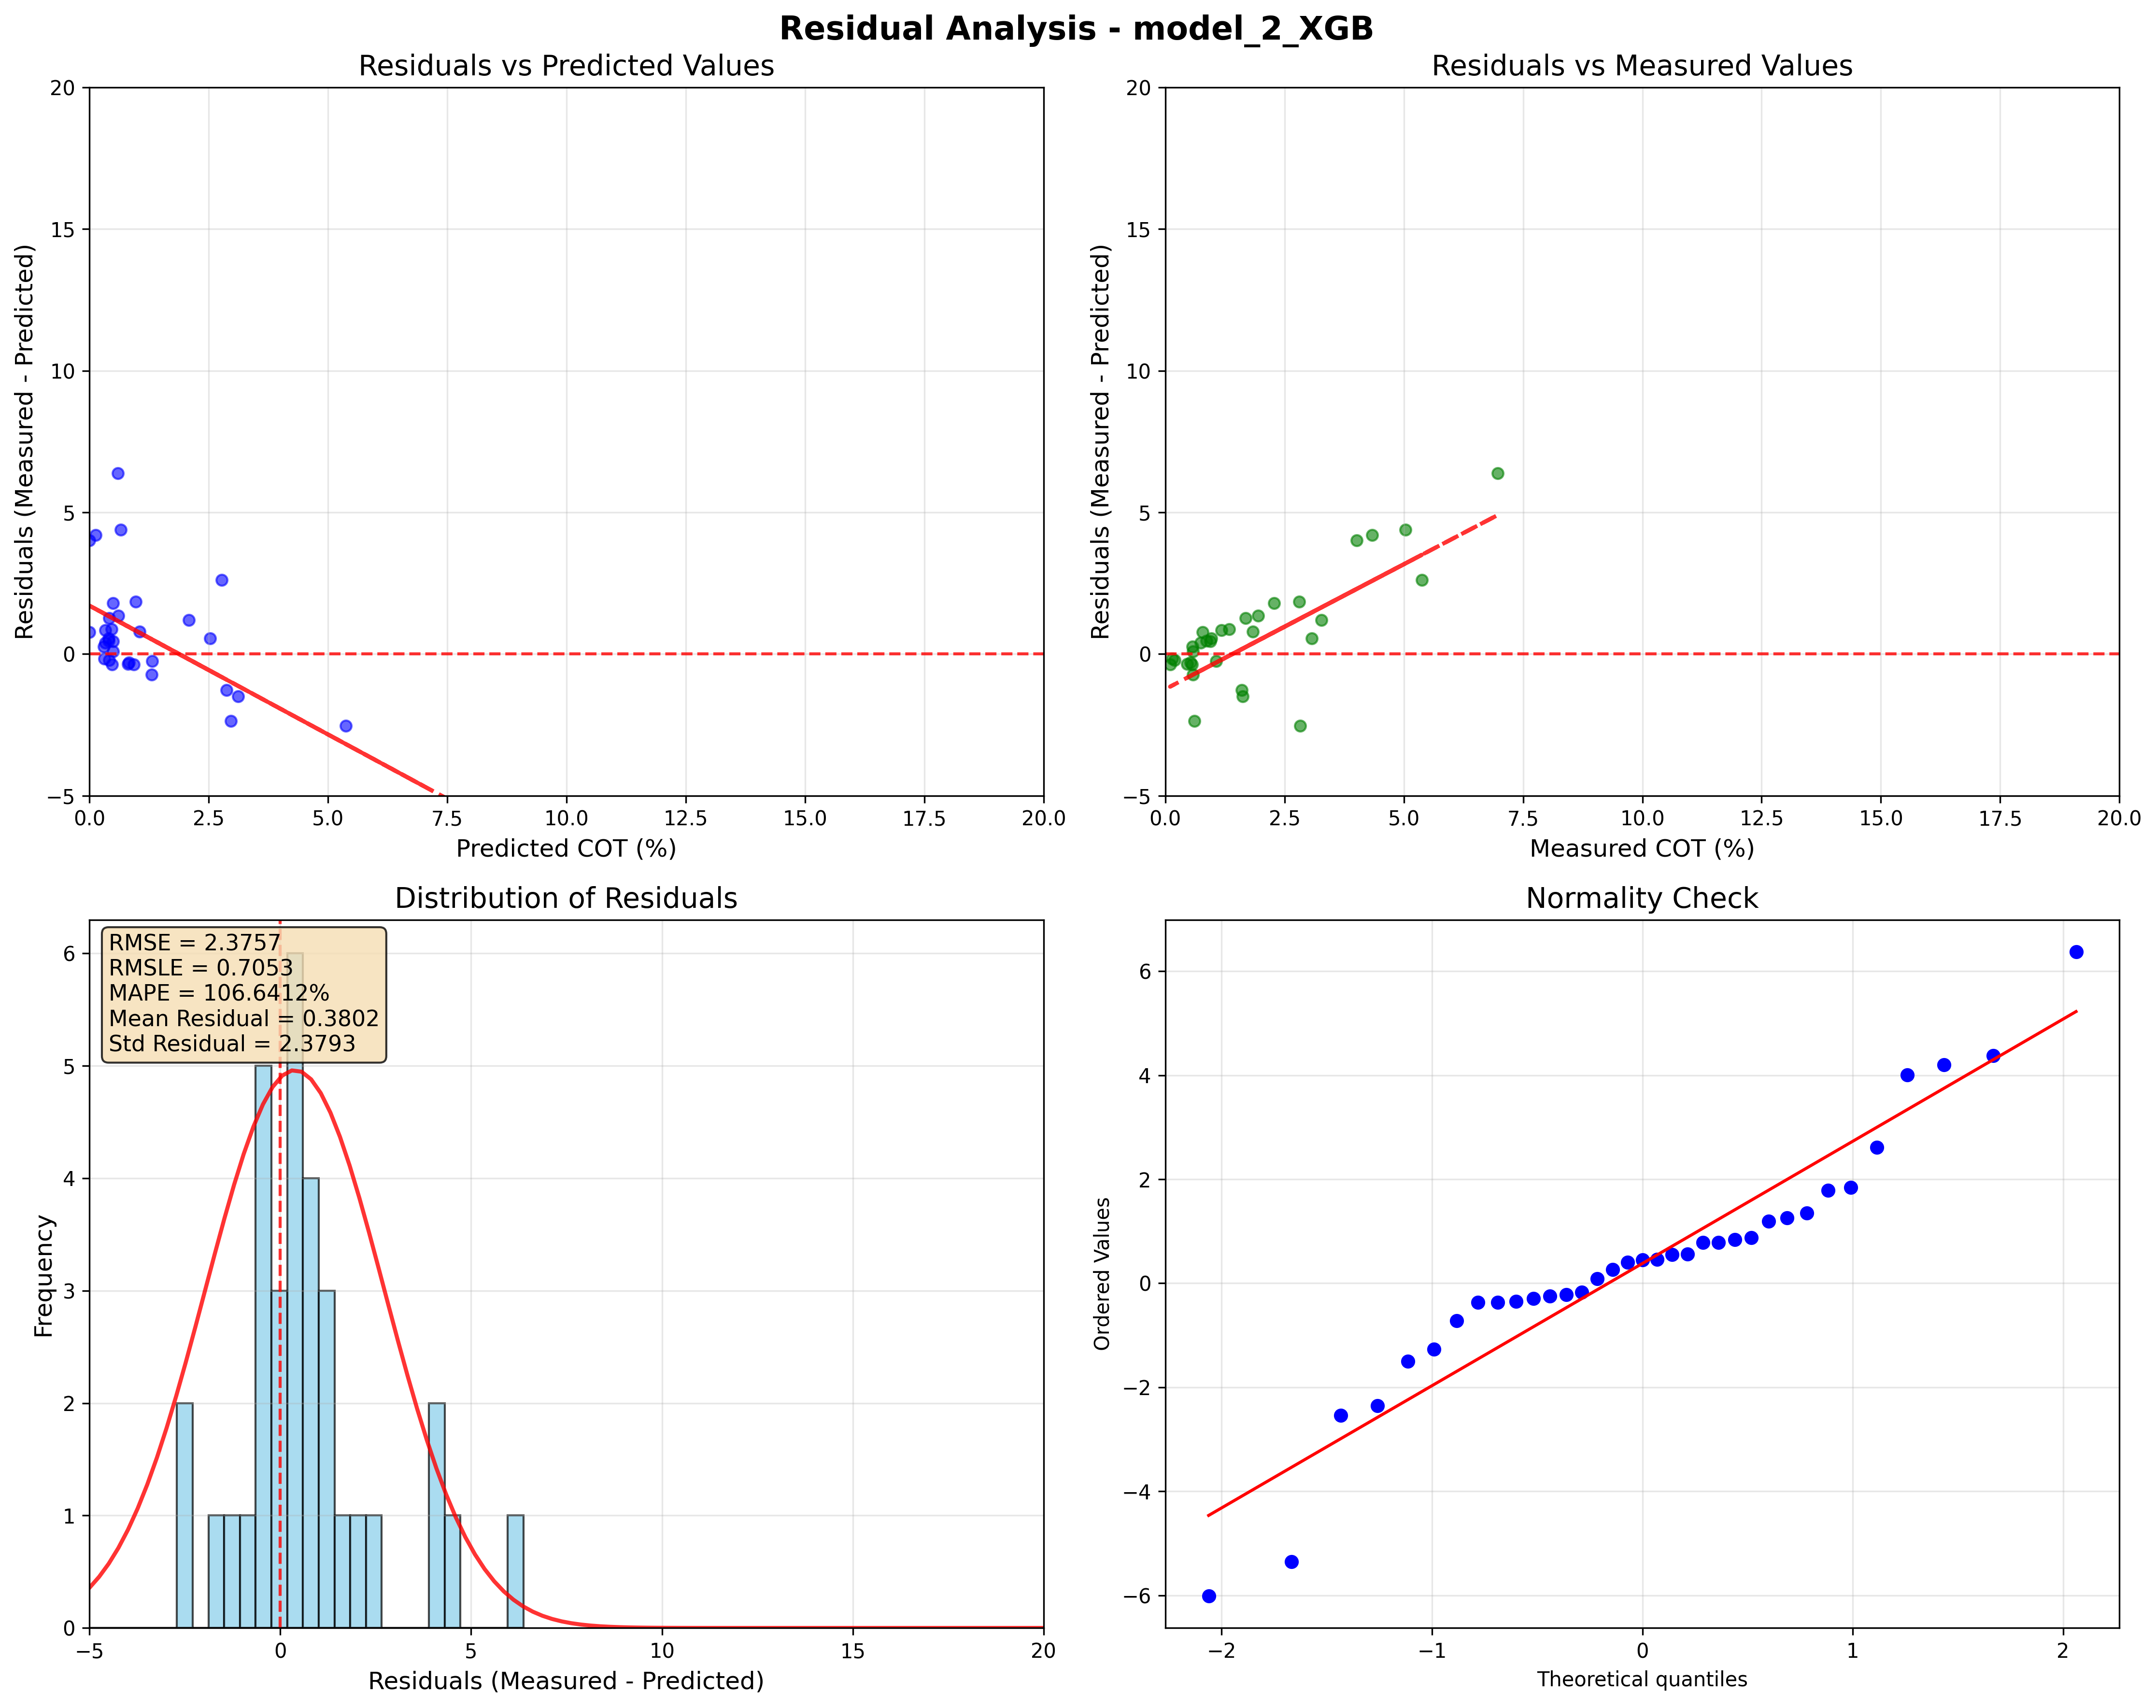 Residual Analysis - model_2_XGB
Residuals vs Predicted Values
Residuals (Measured - Predicted)
20
15
10
5
0
−5
0.0 2.5 5.0 7.5 10.0 12.5 15.0 17.5 20.0
Predicted COT (%)
Residuals vs Measured Values
Residuals (Measured - Predicted)
20
15
10
5
0
−5
0.0 2.5 5.0 7.5 10.0 12.5 15.0 17.5 20.0
Measured COT (%)
Distribution of Residuals
RMSE = 2.3757
RMSLE = 0.7053
MAPE = 106.6412%
Mean Residual = 0.3802
Std Residual = 2.3793
Frequency
6
5
4
3
2
1
0
−5 0 5 10 15 20
Residuals (Measured - Predicted)
Normality Check
Ordered Values
6
4
2
0
−2
−4
−6
−2 −1 0 1 2
Theoretical quantiles